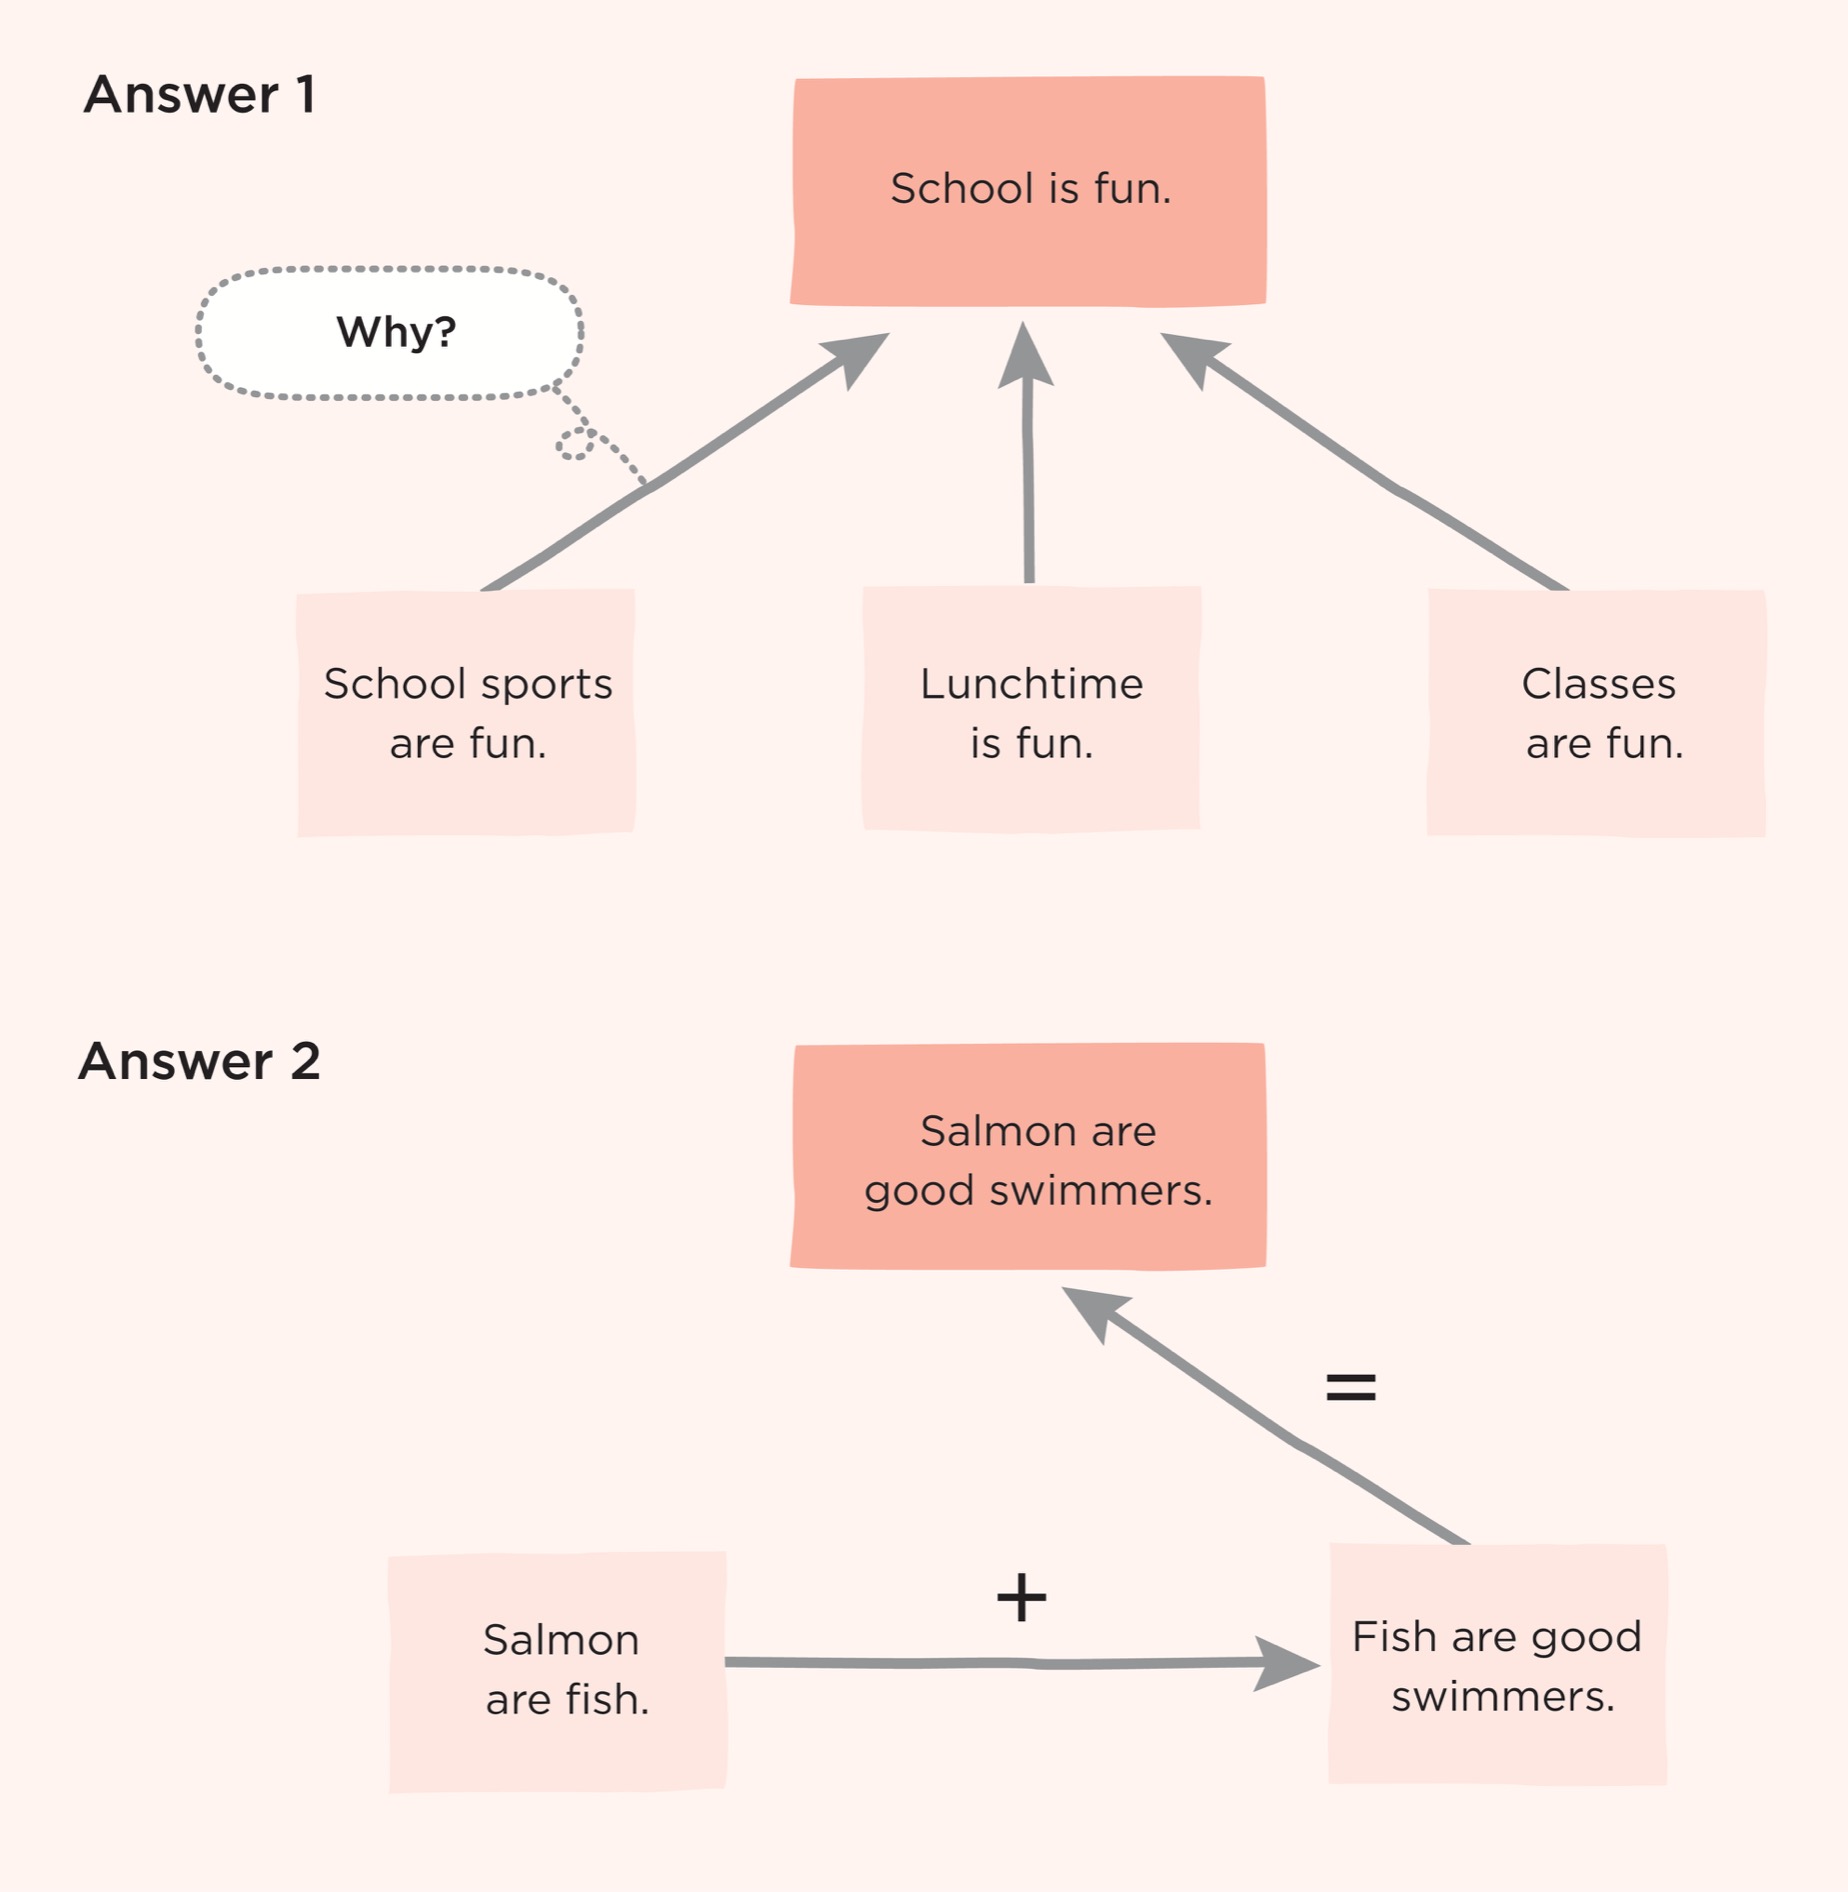 Answer 1
School is fun.
Why?
School sports
are fun.
Lunchtime
is fun.
Classes
are fun.
Answer 2
Salmon are
good swimmers.
=
+
Salmon
are fish.
Fish are good
swimmers.